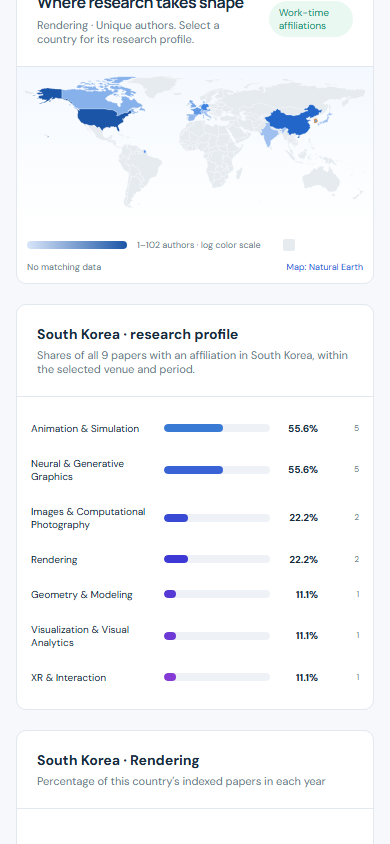 Where research takes shape
Rendering · Unique authors. Select a
country for its research profile.
Work-time
affiliations
1–102 authors · log color scale
No matching data
Map: Natural Earth
South Korea · research profile
Shares of all 9 papers with an affiliation in South Korea, within
the selected venue and period.
Animation & Simulation 55.6% 5
Neural & Generative
Graphics 55.6% 5
Images & Computational
Photography 22.2% 2
Rendering 22.2% 2
Geometry & Modeling 11.1% 1
Visualization & Visual
Analytics 11.1% 1
XR & Interaction 11.1% 1
South Korea · Rendering
Percentage of this country's indexed papers in each year